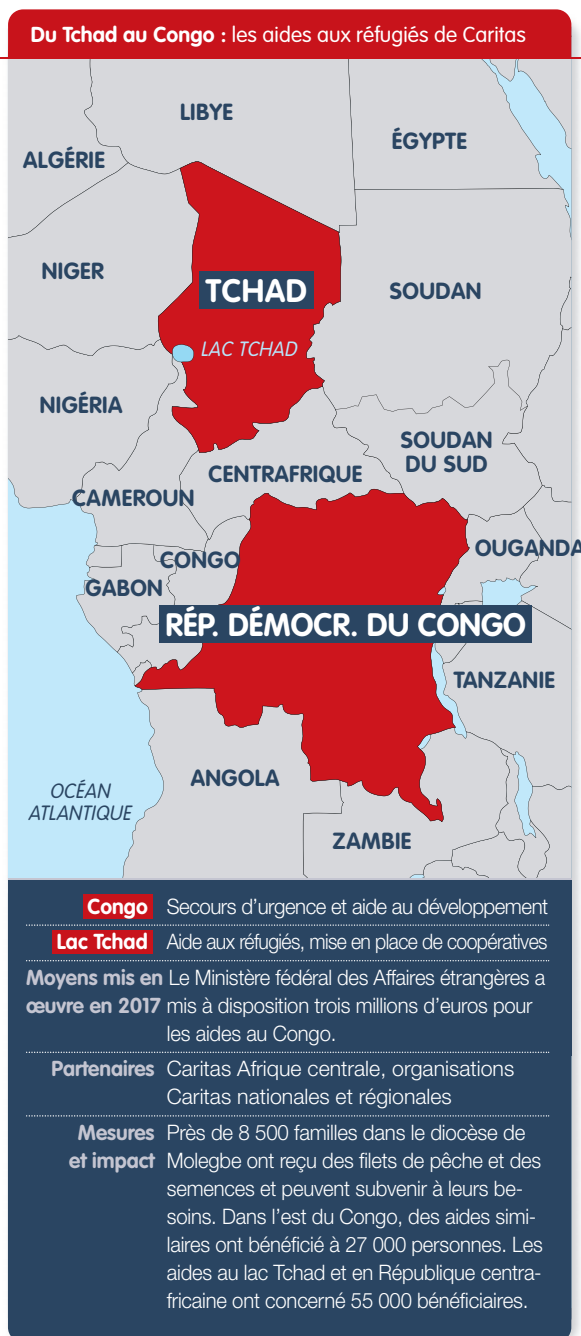 Du Tchad au Congo : les aides aux réfugiés de Caritas
LIBYE
ÉGYPTE
ALGÉRIE
NIGER
TCHAD
SOUDAN
LAC TCHAD
NIGÉRIA
SOUDAN
DU SUD
CENTRAFRIQUE
CAMEROUN
CONGO
OUGANDA
GABON
RÉP. DÉMOCR. DU CONGO
TANZANIE
ANGOLA
OCÉAN
ATLANTIQUE
ZAMBIE
Congo Secours d’urgence et aide au développement
Lac Tchad Aide aux réfugiés, mise en place de coopératives
Moyens mis en Le Ministère fédéral des Affaires étrangères a
œuvre en 2017 mis à disposition trois millions d’euros pour
les aides au Congo.
Partenaires Caritas Afrique centrale, organisations
Caritas nationales et régionales
Mesures Près de 8 500 familles dans le diocèse de
et impact Molegbe ont reçu des filets de pêche et des
semences et peuvent subvenir à leurs be-
soins. Dans l’est du Congo, des aides simi-
laires ont bénéficié à 27 000 personnes. Les
aides au lac Tchad et en République centra-
fricaine ont concerné 55 000 bénéficiaires.